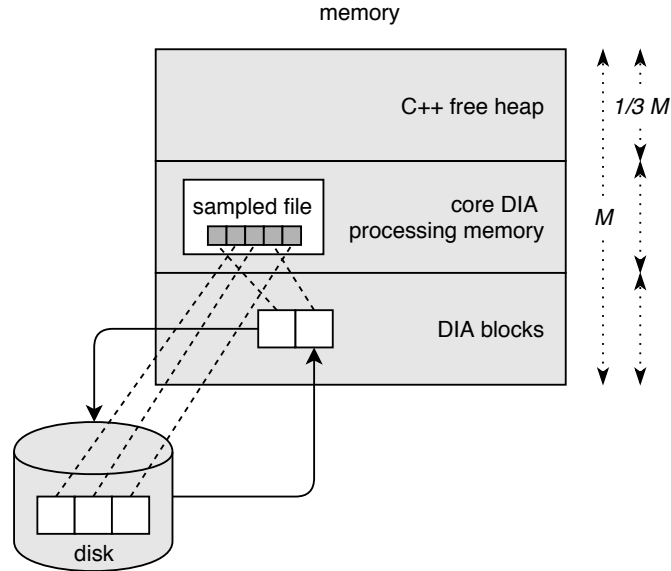 memory
C++ free heap
1/3 M
sampled file
core DIA
processing memory
M
DIA blocks
disk